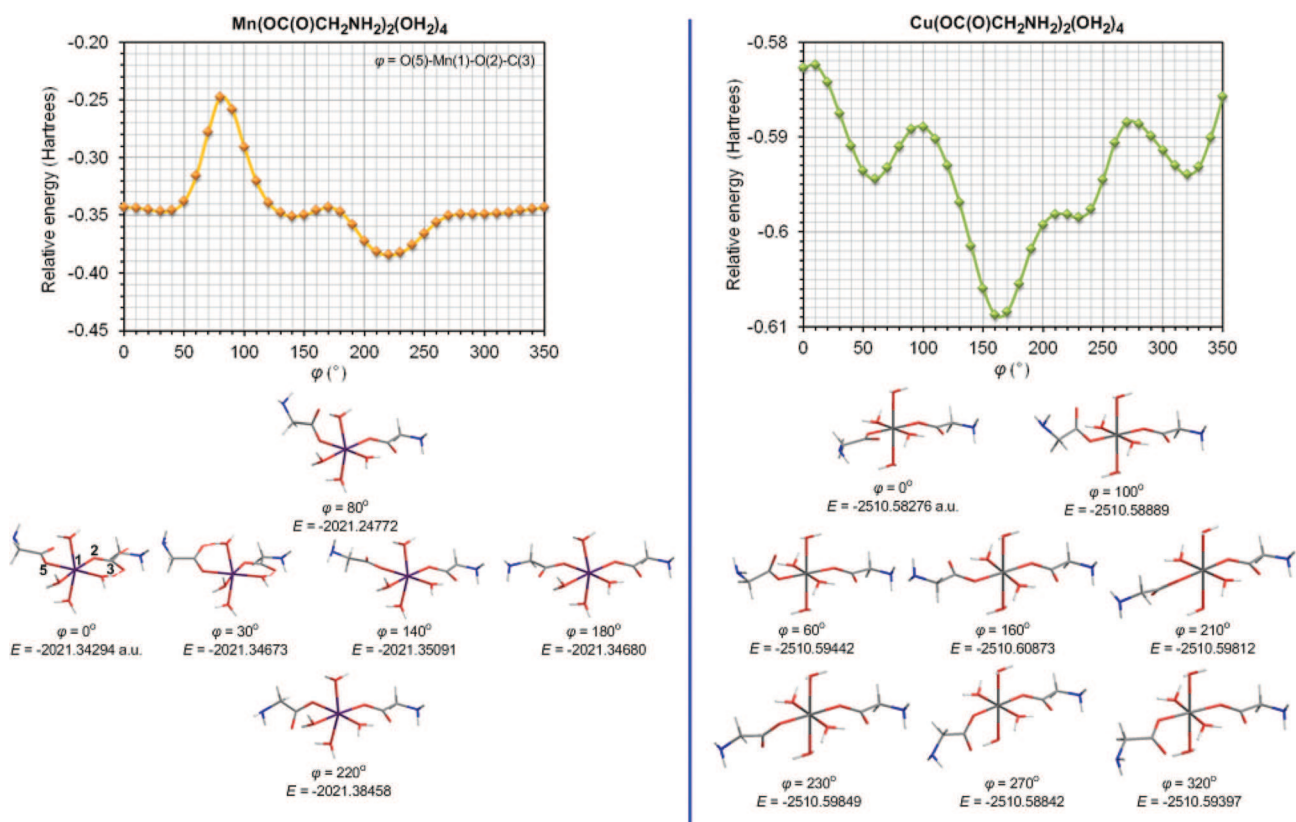 Mn(OC(O)CH2NH2)2(OH2)4
φ = O(5)-Mn(1)-O(2)-C(3)
Relative energy (Hartrees)
-0.20
-0.25
-0.30
-0.35
-0.40
-0.45
0 50 100 150 200 250 300 350
φ (°)
φ = 80°
E = -2021.24772
1 2 3 5
φ = 0°
E = -2021.34294 a.u.
φ = 30°
E = -2021.34673
φ = 140°
E = -2021.35091
φ = 180°
E = -2021.34680
φ = 220°
E = -2021.38458
Cu(OC(O)CH2NH2)2(OH2)4
Relative energy (Hartrees)
-0.58
-0.59
-0.6
-0.61
0 50 100 150 200 250 300 350
φ (°)
φ = 0°
E = -2510.58276 a.u.
φ = 100°
E = -2510.58889
φ = 60°
E = -2510.59442
φ = 160°
E = -2510.60873
φ = 210°
E = -2510.59812
φ = 230°
E = -2510.59849
φ = 270°
E = -2510.58842
φ = 320°
E = -2510.59397